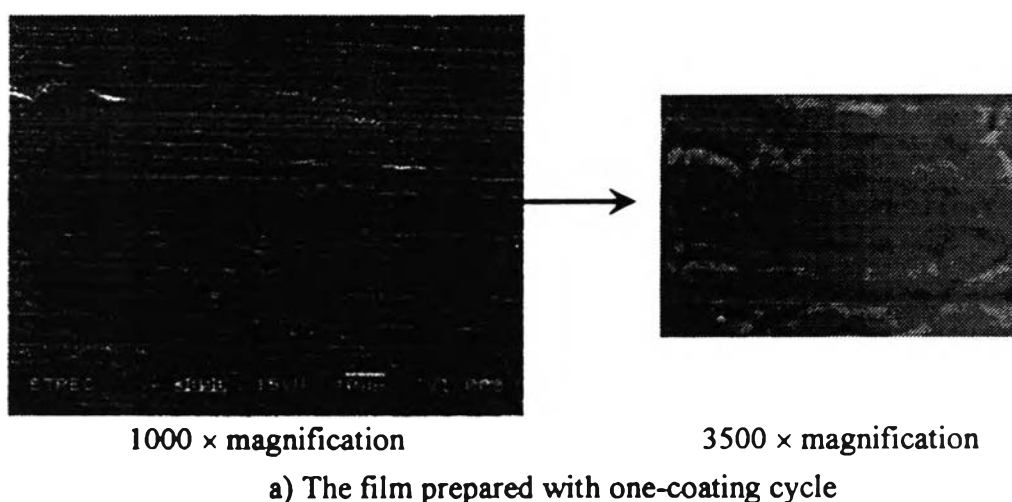 1000 × magnification
3500 × magnification
a) The film prepared with one-coating cycle